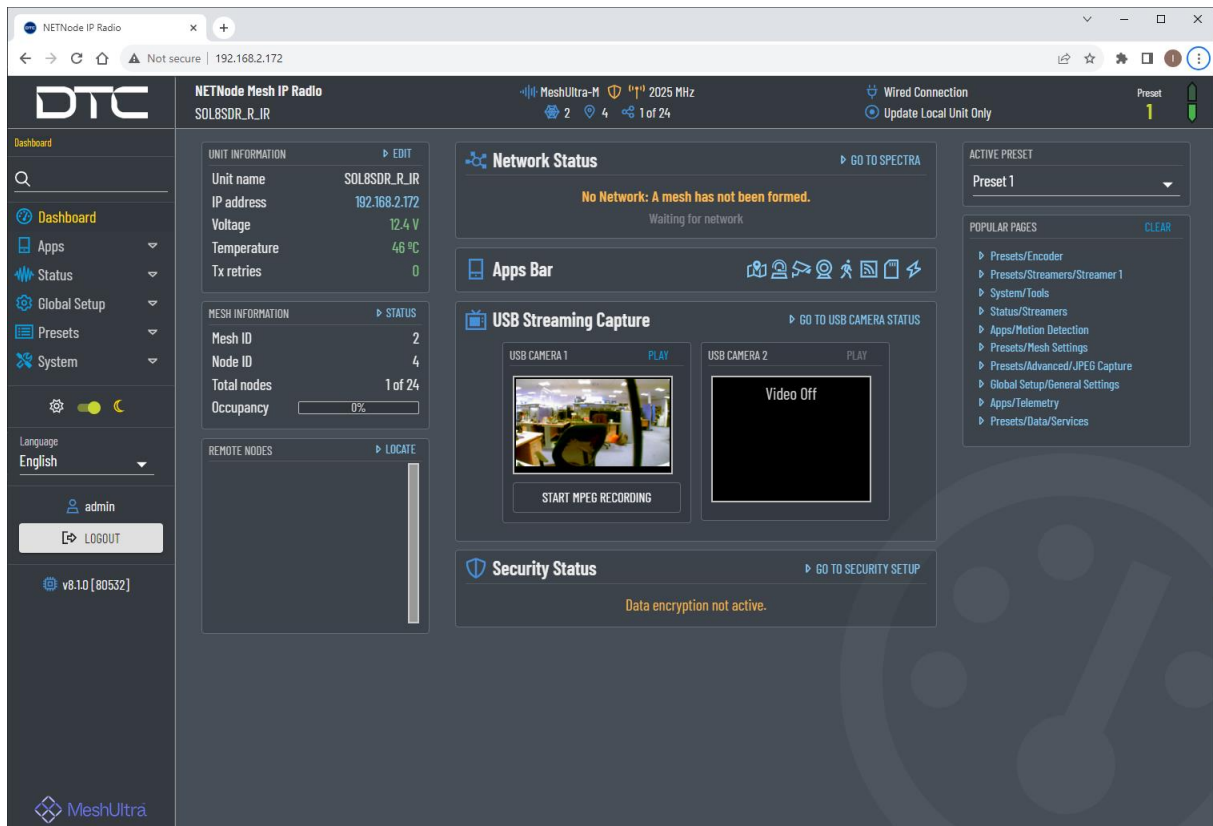 NETNode IP Radio
Not secure | 192.168.2.172
DTC
NETNode Mesh IP Radio
SOL8SDR_R_IR
MeshUltra-M 2025 MHz
2 4 1 of 24
Wired Connection
Update Local Unit Only
Preset
1
Dashboard
Dashboard
Apps
Status
Global Setup
Presets
System
Language
English
admin
LOGOUT
v8.1.0 [80532]
MeshUltra
UNIT INFORMATION EDIT
Unit name SOL8SDR_R_IR
IP address 192.168.2.172
Voltage 12.4 V
Temperature 46 ºC
Tx retries 0
MESH INFORMATION STATUS
Mesh ID 2
Node ID 4
Total nodes 1 of 24
Occupancy 0%
REMOTE NODES LOCATE
Network Status GO TO SPECTRA
No Network: A mesh has not been formed.
Waiting for network
Apps Bar
USB Streaming Capture GO TO USB CAMERA STATUS
USB CAMERA 1 PLAY
START MPEG RECORDING
USB CAMERA 2 PLAY
Video Off
Security Status GO TO SECURITY SETUP
Data encryption not active.
ACTIVE PRESET
Preset 1
POPULAR PAGES CLEAR
Presets/Encoder
Presets/Streamers/Streamer 1
System/Tools
Status/Streamers
Apps/Motion Detection
Presets/Mesh Settings
Presets/Advanced/JPEG Capture
Global Setup/General Settings
Apps/Telemetry
Presets/Data/Services